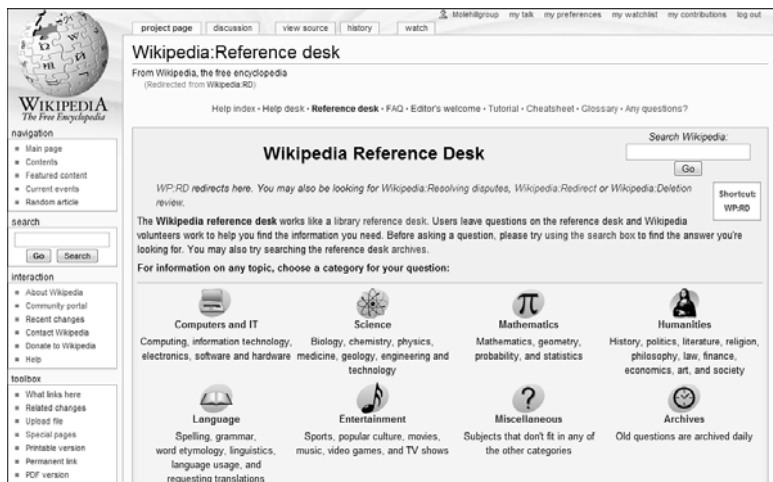 Molehillgroup my talk my preferences my watchlist my contributions log out
project page discussion view source history watch
Wikipedia:Reference desk
From Wikipedia, the free encyclopedia
(Redirected from Wikipedia:RD)
Help index • Help desk • Reference desk • FAQ • Editor's welcome • Tutorial • Cheatsheet • Glossary • Any questions?
WIKIPEDIA
The Free Encyclopedia
navigation
Main page
Contents
Featured content
Current events
Random article
search
Go Search
interaction
About Wikipedia
Community portal
Recent changes
Contact Wikipedia
Donate to Wikipedia
Help
toolbox
What links here
Related changes
Upload file
Special pages
Printable version
Permanent link
PDF version
Wikipedia Reference Desk
Search Wikipedia:
Go
WP:RD redirects here. You may also be looking for Wikipedia:Resolving disputes, Wikipedia:Redirect or Wikipedia:Deletion
review.
Shortcut:
WP:RD
The Wikipedia reference desk works like a library reference desk. Users leave questions on the reference desk and Wikipedia
volunteers work to help you find the information you need. Before asking a question, please try using the search box to find the answer you're
looking for. You may also try searching the reference desk archives.
For information on any topic, choose a category for your question:
Computers and IT
Computing, information technology,
electronics, software and hardware
Science
Biology, chemistry, physics,
medicine, geology, engineering and
technology
π
Mathematics
Mathematics, geometry,
probability, and statistics
Humanities
History, politics, literature, religion,
philosophy, law, finance,
economics, art, and society
Language
Spelling, grammar,
word etymology, linguistics,
language usage, and
requesting translations
Entertainment
Sports, popular culture, movies,
music, video games, and TV shows
?
Miscellaneous
Subjects that don't fit in any of
the other categories
Archives
Old questions are archived daily